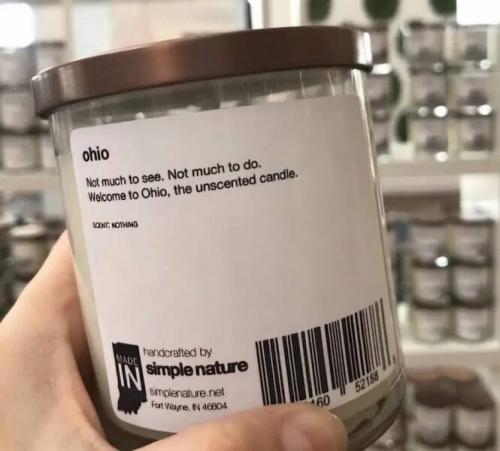 ohio
Not much to see. Not much to do.
Welcome to Ohio, the unscented candle.
SCENT: NOTHING
MADE
IN
handcrafted by
simple nature
simplenature.net
Fort Wayne, IN 46804
160 52188